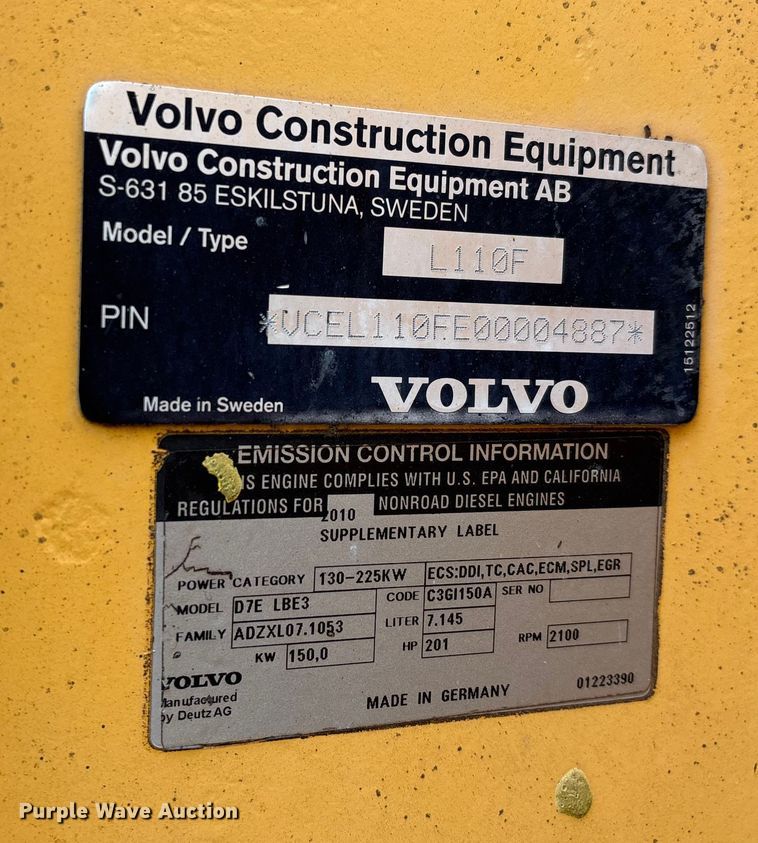 Volvo Construction Equipment
Volvo Construction Equipment AB
S-631 85 ESKILSTUNA, SWEDEN
Model / Type L110F
PIN *VCEL110FE00004887*
15122512
Made in Sweden VOLVO
EMISSION CONTROL INFORMATION
IS ENGINE COMPLIES WITH U.S. EPA AND CALIFORNIA
REGULATIONS FOR 2010 NONROAD DIESEL ENGINES
SUPPLEMENTARY LABEL
POWER CATEGORY 130-225KW ECS:DDI,TC,CAC,ECM,SPL,EGR
MODEL D7E LBE3 CODE C3GI150A SER NO
FAMILY ADZXL07.1053 LITER 7.145
KW 150,0 HP 201 RPM 2100
VOLVO
Manufactured
by Deutz AG
MADE IN GERMANY 01223390
Purple Wave Auction